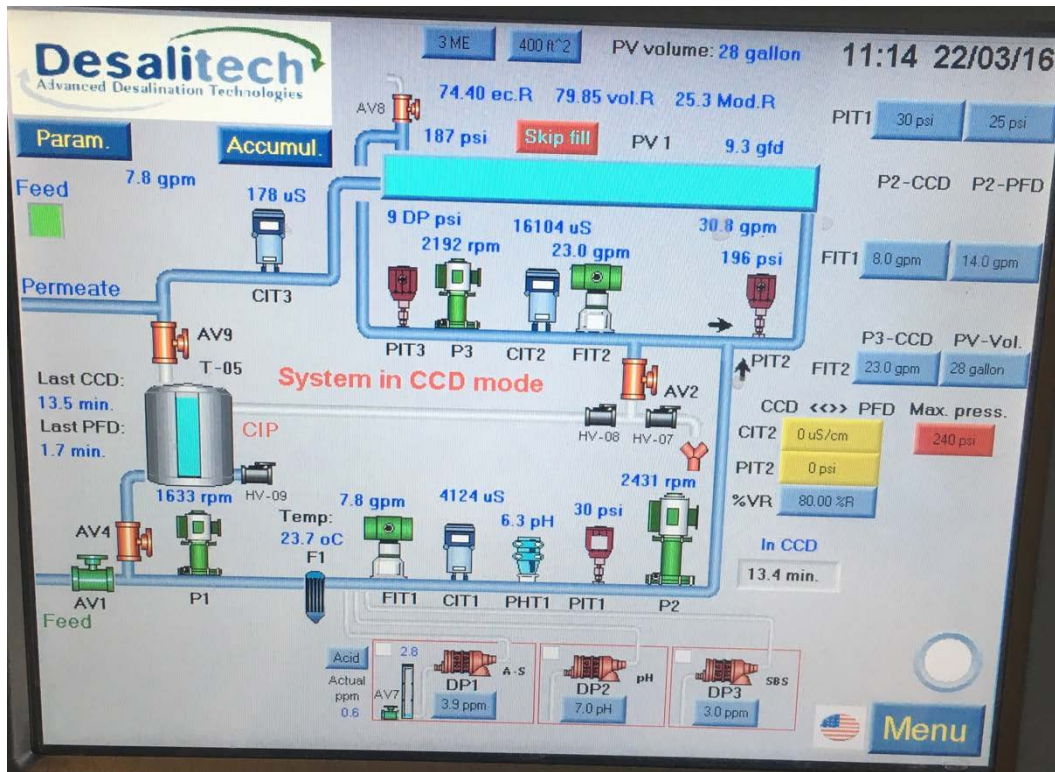 Desalitech
Advanced Desalination Technologies
3 ME
400 ft^2
PV volume: 28 gallon
11:14 22/03/16
74.40 ec.R 79.85 vol.R 25.3 Mod.R
AV8
187 psi
Skip fill
PV 1
9.3 gfd
PIT1
30 psi
25 psi
Param.
Accumul.
Feed
7.8 gpm
178 uS
CIT3
Permeate
9 DP psi
2192 rpm
16104 uS
23.0 gpm
30.8 gpm
196 psi
P2-CCD P2-PFD
FIT1
8.0 gpm
14.0 gpm
PIT3
P3
CIT2
FIT2
PIT2
P3-CCD PV-Vol.
FIT2
23.0 gpm
28 gallon
AV9
T-05
System in CCD mode
AV2
Last CCD:
13.5 min.
Last PFD:
1.7 min.
CIP
HV-08
HV-07
CCD <<>> PFD
Max. press.
CIT2
0 uS/cm
240 psi
PIT2
0 psi
%VR
80.00 %R
HV-09
1633 rpm
Temp:
23.7 oC
F1
7.8 gpm
4124 uS
6.3 pH
30 psi
2431 rpm
In CCD
13.4 min.
AV4
AV1
Feed
P1
FIT1
CIT1
PHT1
PIT1
P2
Acid
Actual
ppm
0.6
2.8
AV7
DP1
A-S
3.9 ppm
DP2
pH
7.0 pH
DP3
SBS
3.0 ppm
Menu